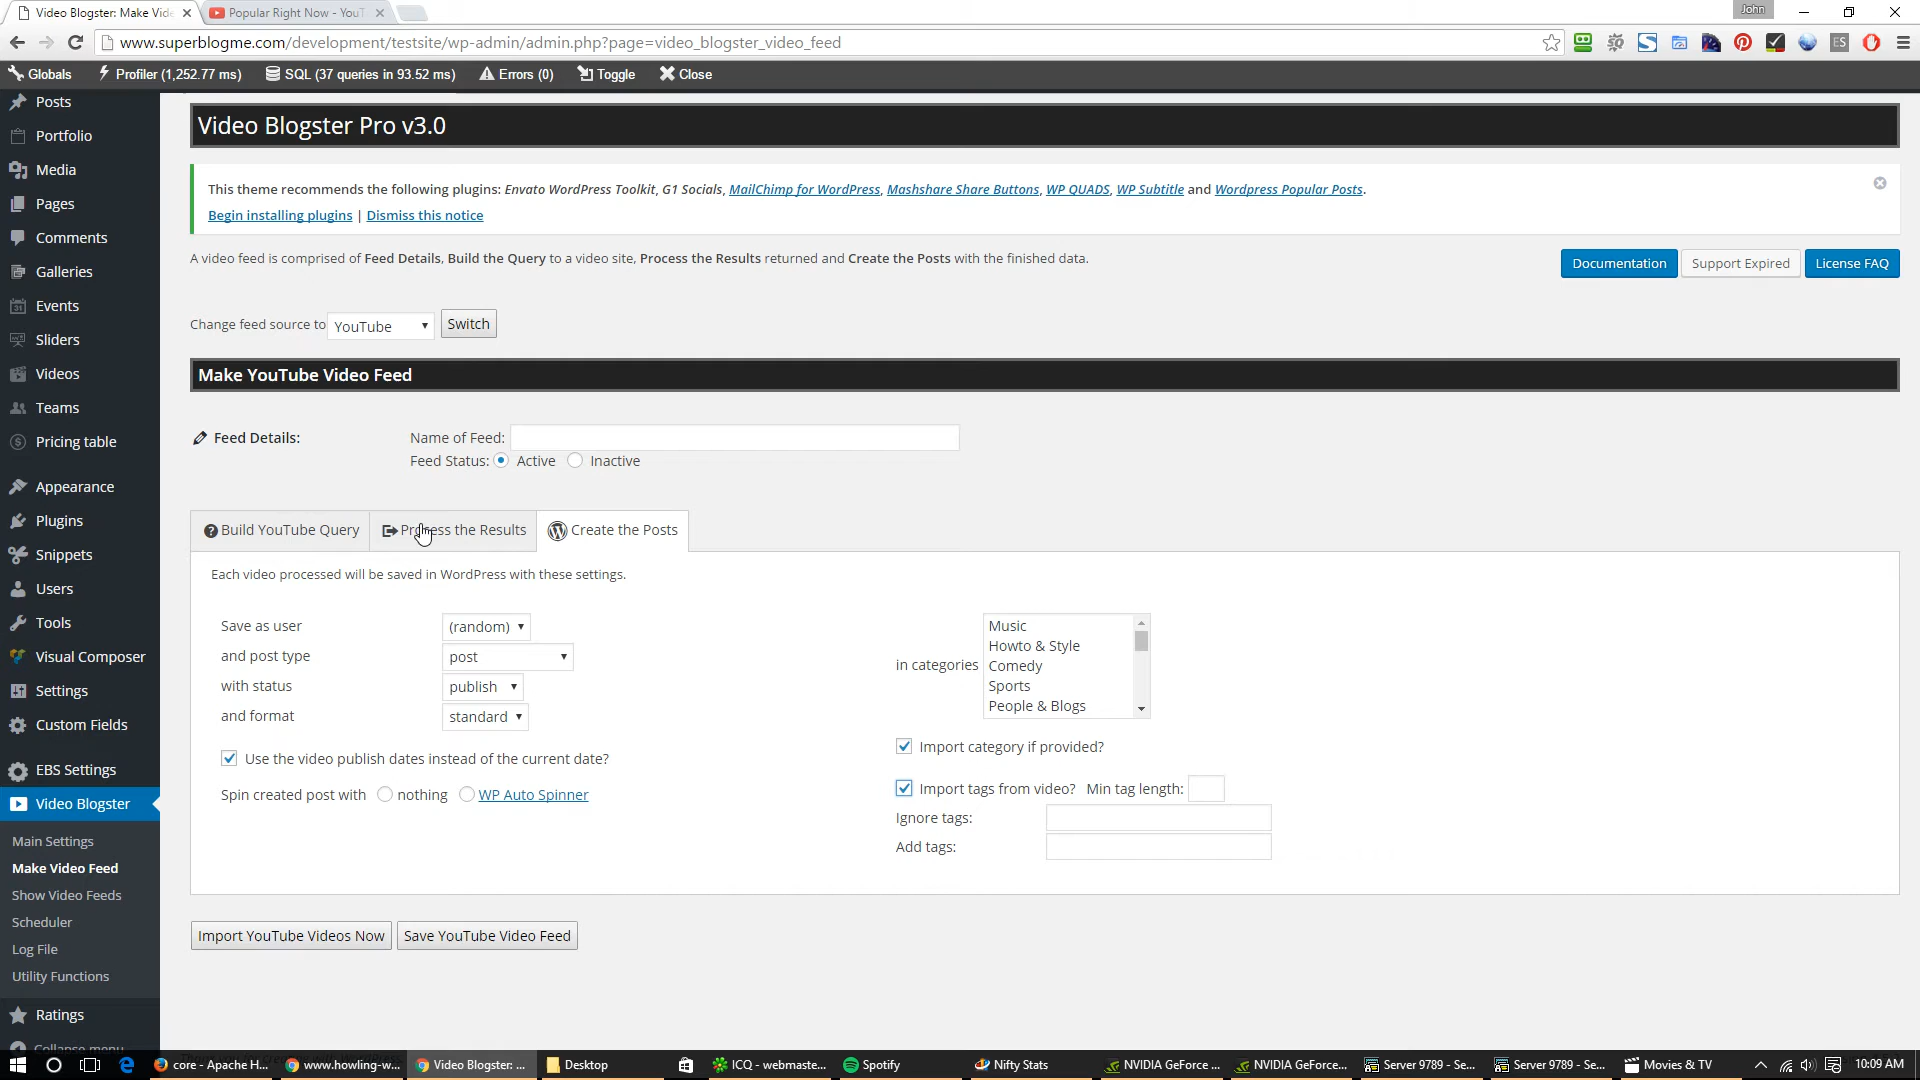 Video Blogster: Make Vid
Popular Right Now - YouT
John
www.superblogme.com/development/testsite/wp-admin/admin.php?page=video_blogster_video_feed
ES
Globals
Profiler (1,252.77 ms)
SQL (37 queries in 93.52 ms)
Errors (0)
Toggle
Close
Posts
Portfolio
Media
Pages
Comments
Galleries
Events
Sliders
Videos
Teams
Pricing table
Appearance
Plugins
Snippets
Users
Tools
Visual Composer
Settings
Custom Fields
EBS Settings
Video Blogster
Main Settings
Make Video Feed
Show Video Feeds
Scheduler
Log File
Utility Functions
Ratings
Collapse menu
Video Blogster Pro v3.0
This theme recommends the following plugins: Envato WordPress Toolkit, G1 Socials, MailChimp for WordPress, Mashshare Share Buttons, WP QUADS, WP Subtitle and Wordpress Popular Posts.
Begin installing plugins | Dismiss this notice
A video feed is comprised of Feed Details, Build the Query to a video site, Process the Results returned and Create the Posts with the finished data.
Documentation
Support Expired
License FAQ
Change feed source to YouTube Switch
Make YouTube Video Feed
Feed Details:
Name of Feed:
Feed Status: Active Inactive
Build YouTube Query
Process the Results
Create the Posts
Each video processed will be saved in WordPress with these settings.
Save as user (random)
and post type post
with status publish
and format standard
Use the video publish dates instead of the current date?
Spin created post with nothing WP Auto Spinner
in categories
Music
Howto & Style
Comedy
Sports
People & Blogs
Import category if provided?
Import tags from video? Min tag length:
Ignore tags:
Add tags:
Import YouTube Videos Now
Save YouTube Video Feed
core - Apache H...
www.howling-w...
Video Blogster: ...
Desktop
ICQ - webmaste...
Spotify
Nifty Stats
NVIDIA GeForce ...
NVIDIA GeForce...
Server 9789 - Se...
Server 9789 - Se...
Movies & TV
10:09 AM